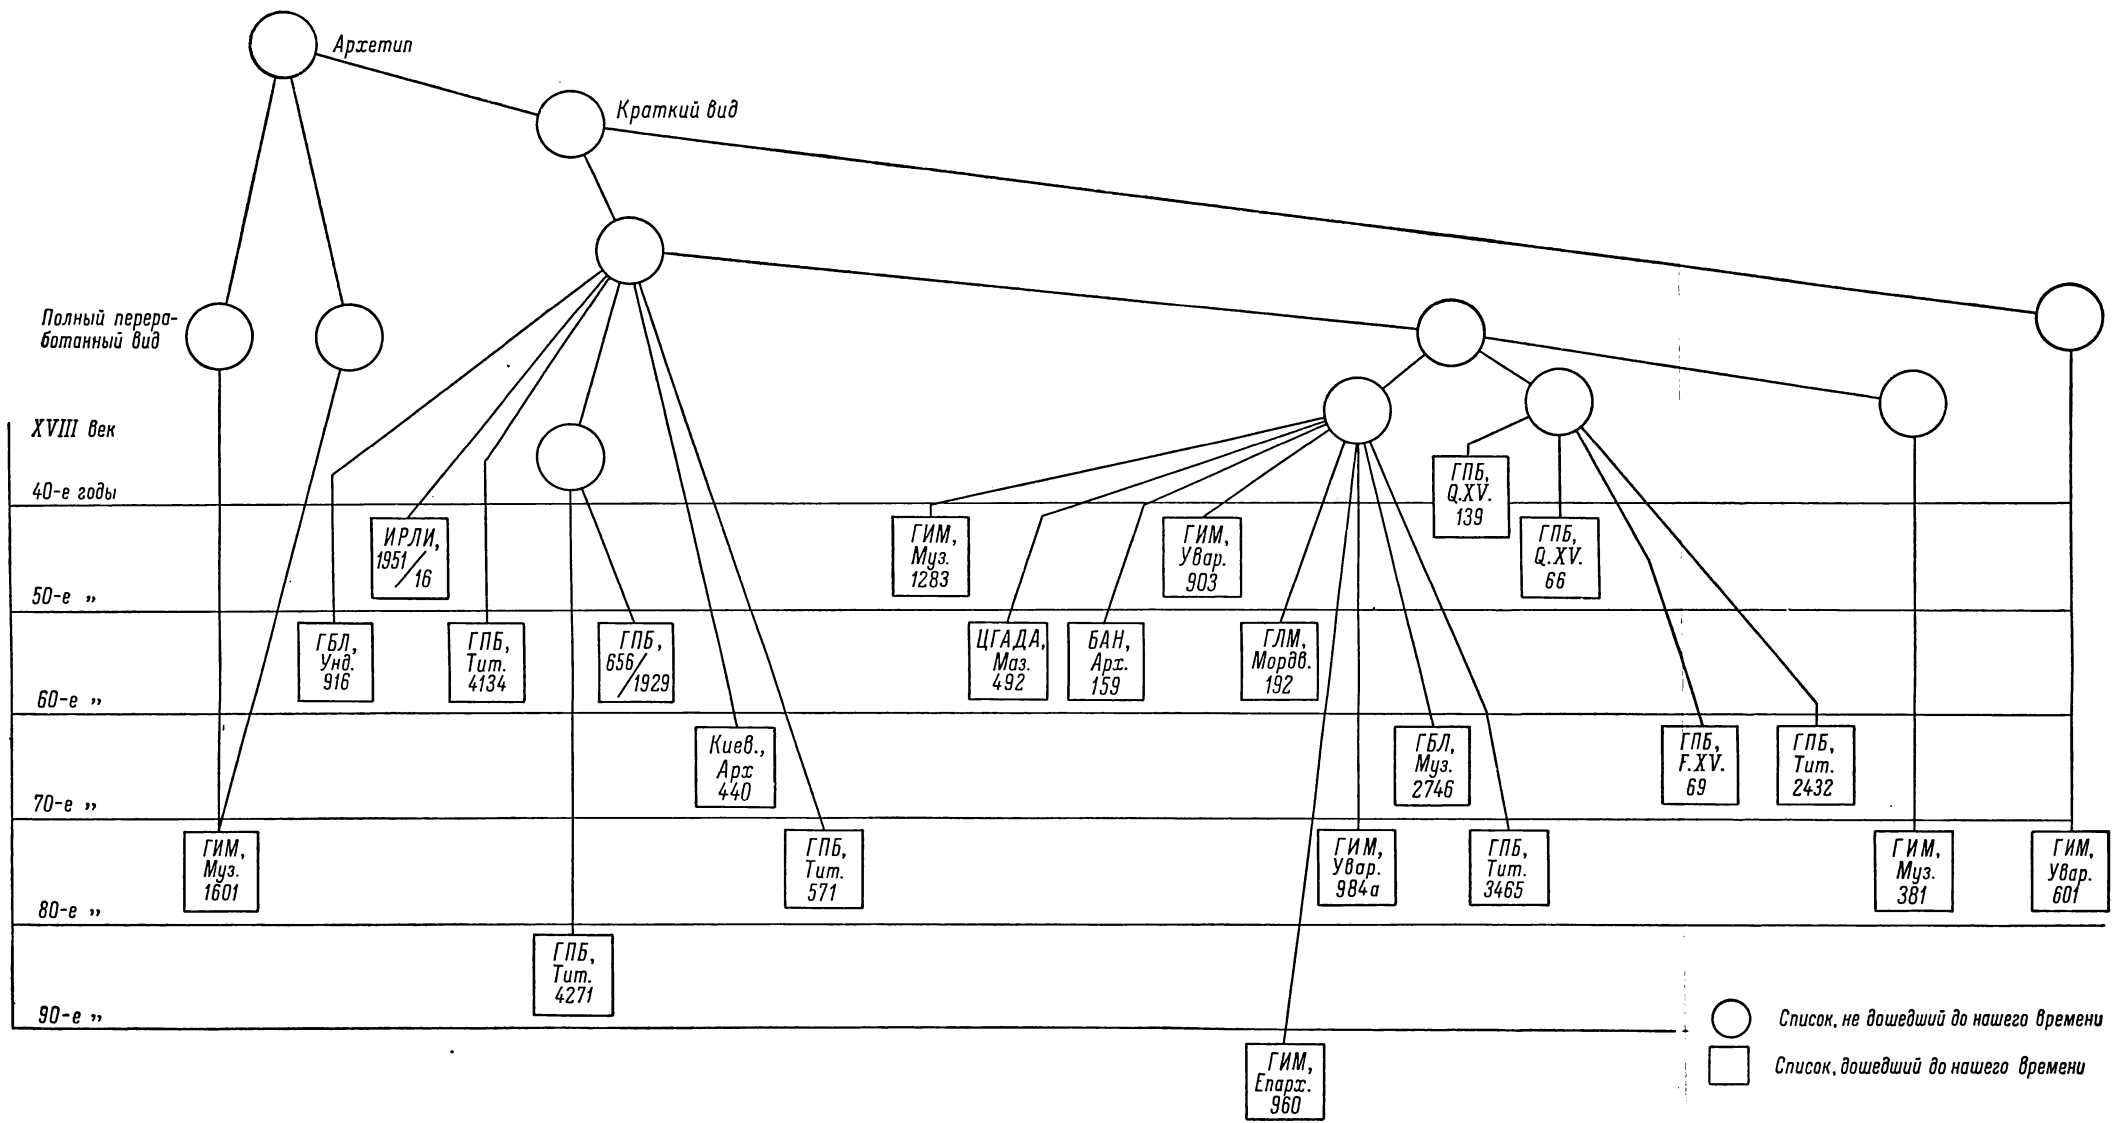 Архетип
Краткий вид
Полный перера-
ботанный вид
XVIII век
40-е годы
ГПБ,
Q.XV.
139
ИРЛИ,
1951/
16
ГИМ,
Муз.
1283
ГИМ,
Увар.
903
ГПБ,
Q.XV.
66
50-е „
ГБЛ,
Унд.
916
ГПБ,
Тит.
4134
ГПБ,
656/
1929
ЦГАДА,
Маз.
492
БАН,
Арх.
159
ГЛМ,
Мордв.
192
60-е „
Киев.,
Арх
440
ГБЛ,
Муз.
2746
ГПБ,
F.XV.
69
ГПБ,
Тит.
2432
70-е „
ГИМ,
Муз.
1601
ГПБ,
Тит.
571
ГИМ,
Увар.
984а
ГПБ,
Тит.
3465
ГИМ,
Муз.
381
ГИМ,
Увар.
601
80-е „
ГПБ,
Тит.
4271
90-е „
ГИМ,
Епарх.
960
Список, не дошедший до нашего времени
Список, дошедший до нашего времени